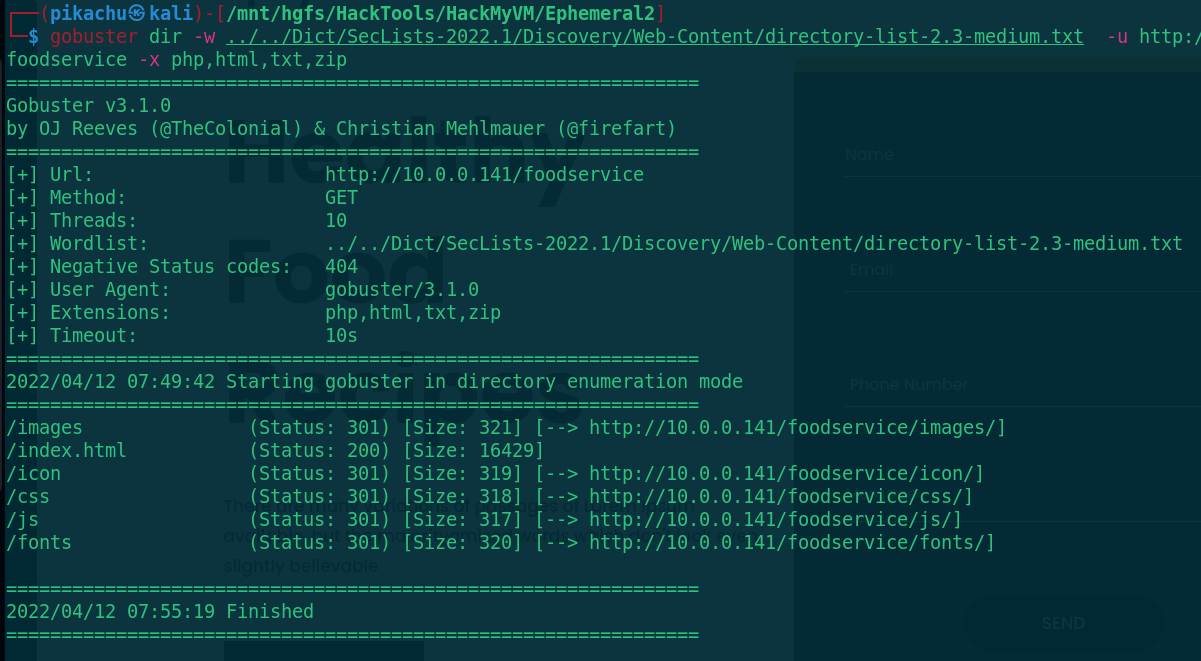 ┌──(pikachu㉿kali)-[/mnt/hgfs/HackTools/HackMyVM/Ephemeral2]
└─$ gobuster dir -w ../../Dict/SecLists-2022.1/Discovery/Web-Content/directory-list-2.3-medium.txt  -u http:/
foodservice -x php,html,txt,zip
===============================================================
Gobuster v3.1.0
by OJ Reeves (@TheColonial) & Christian Mehlmauer (@firefart)
===============================================================
[+] Url:                     http://10.0.0.141/foodservice
[+] Method:                  GET
[+] Threads:                 10
[+] Wordlist:                ../../Dict/SecLists-2022.1/Discovery/Web-Content/directory-list-2.3-medium.txt
[+] Negative Status codes:   404
[+] User Agent:              gobuster/3.1.0
[+] Extensions:              php,html,txt,zip
[+] Timeout:                 10s
===============================================================
2022/04/12 07:49:42 Starting gobuster in directory enumeration mode
===============================================================
/images               (Status: 301) [Size: 321] [--> http://10.0.0.141/foodservice/images/]
/index.html           (Status: 200) [Size: 16429]
/icon                 (Status: 301) [Size: 319] [--> http://10.0.0.141/foodservice/icon/]
/css                  (Status: 301) [Size: 318] [--> http://10.0.0.141/foodservice/css/]
/js                   (Status: 301) [Size: 317] [--> http://10.0.0.141/foodservice/js/]
/fonts                (Status: 301) [Size: 320] [--> http://10.0.0.141/foodservice/fonts/]
===============================================================
2022/04/12 07:55:19 Finished
===============================================================
Healthy
Food
Recipes
slightly believable
Name
Email
Phone Number
SEND